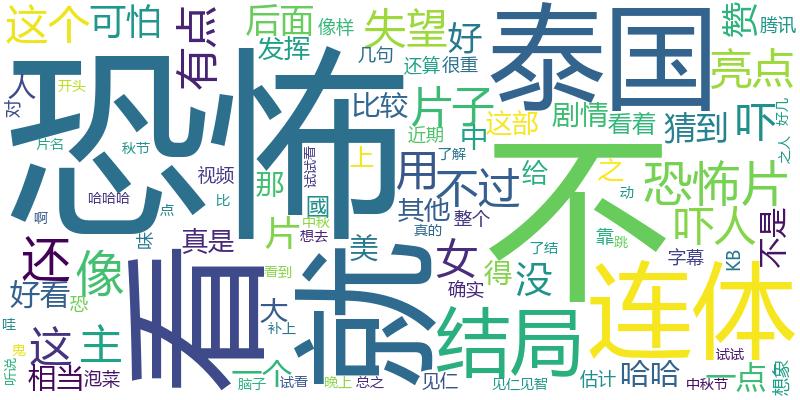 这个
可怕
有点
后面
发挥
像样
失望
几句
还算
很重
好
泰国
赞
腾讯
亮点
恐怖
人
对
开头
片名
秋节
哈哈哈
啊
点
视频
比
那
试试看
國
中秋
想去
片
真是
上
比较
近期
了解
用
其他
真的
美
片子
中
不过
整个
这部
剧情
看着
给
之
不
猜到
吓
好几
之人
恐怖片
动
吓人
不是
靠
跳
字幕
KB
还
像
咪
看
就
女
得
没
确实
了结
连体
好看
恐
看到
大
补上
哇
鬼
听说
这
主
相当
泡菜
一个
脑子
试看
晚上
总之
结局
见仁
见仁见智
估计
哈哈
中秋节
试试
一点
想象